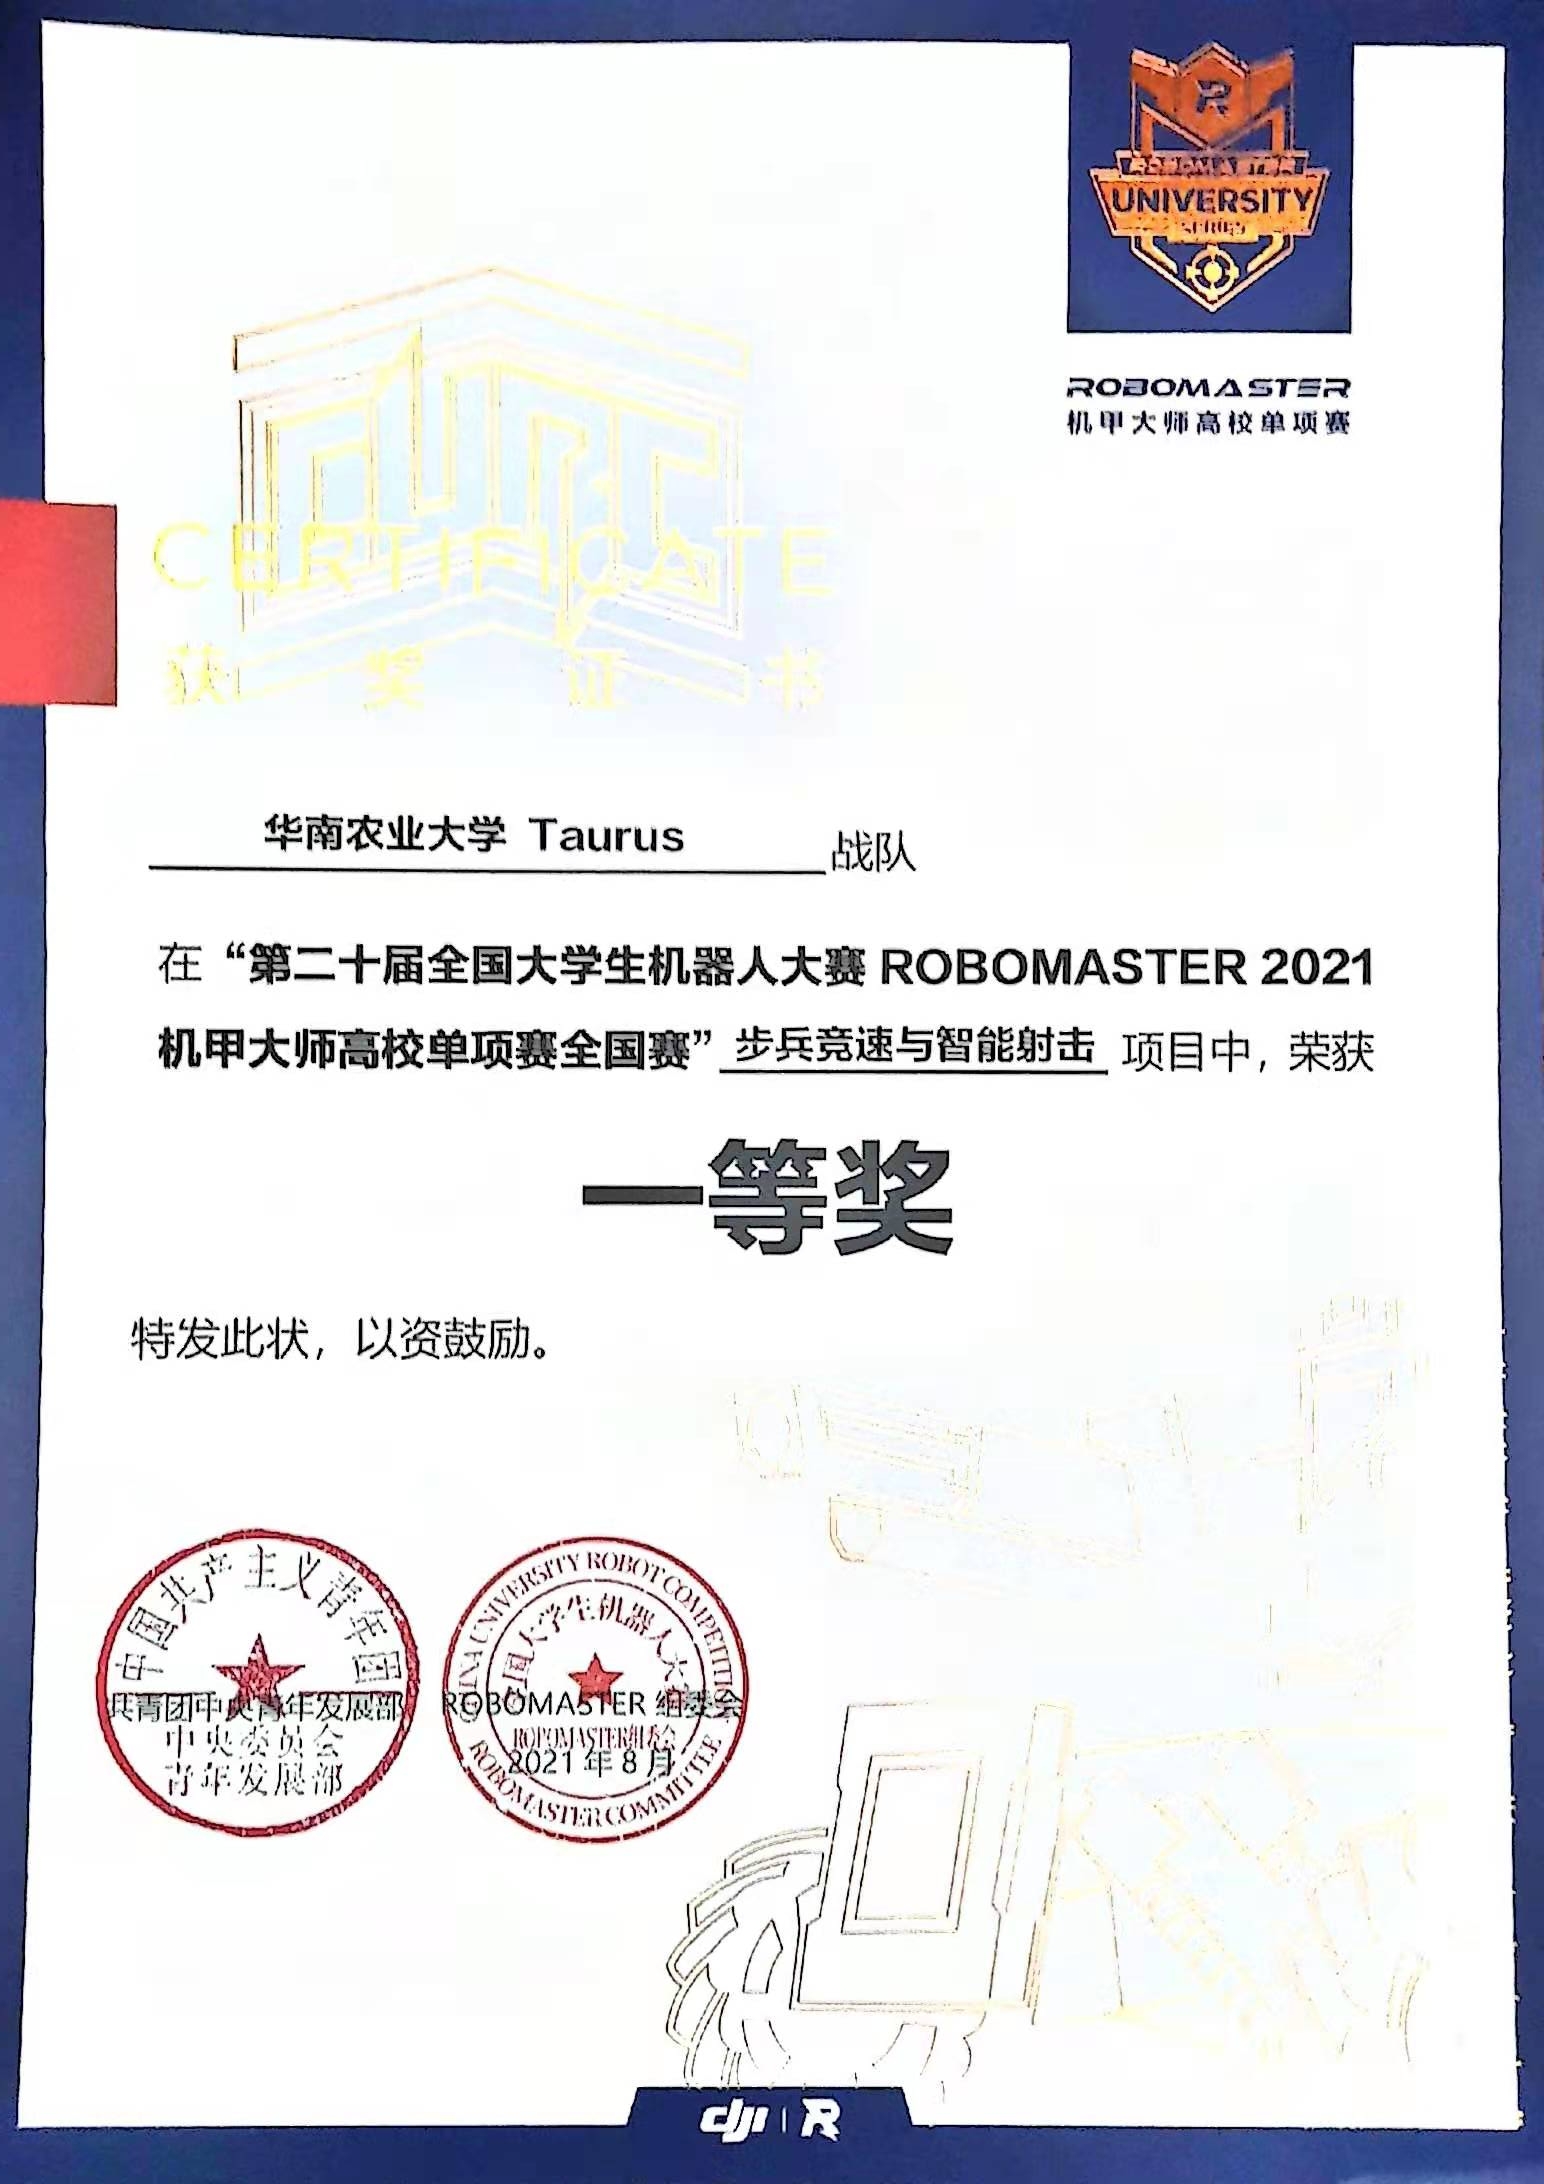 R
ROBOMASTER
UNIVERSITY
SERIES
ROBOMASTER
机甲大师高校单项赛
CURC
CERTIFICATE
获奖证书
华南农业大学 Taurus 战队
在“第二十届全国大学生机器人大赛 ROBOMASTER 2021
机甲大师高校单项赛全国赛”步兵竞速与智能射击 项目中，荣获
一等奖
特发此状，以资鼓励。
中国共产主义青年团
共青团中央青年发展部
中央委员会
青年发展部
CHINA UNIVERSITY ROBOT COMPETITION
全国大学生机器人大赛
ROBOMASTER 组委会
ROBOMASTER组委会
2021 年 8 月
ROBOMASTER COMMITTEE
dji R